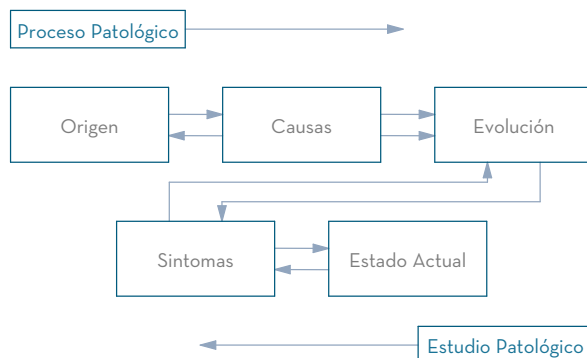 Proceso Patológico
Origen
Causas
Evolución
Sintomas
Estado Actual
Estudio Patológico